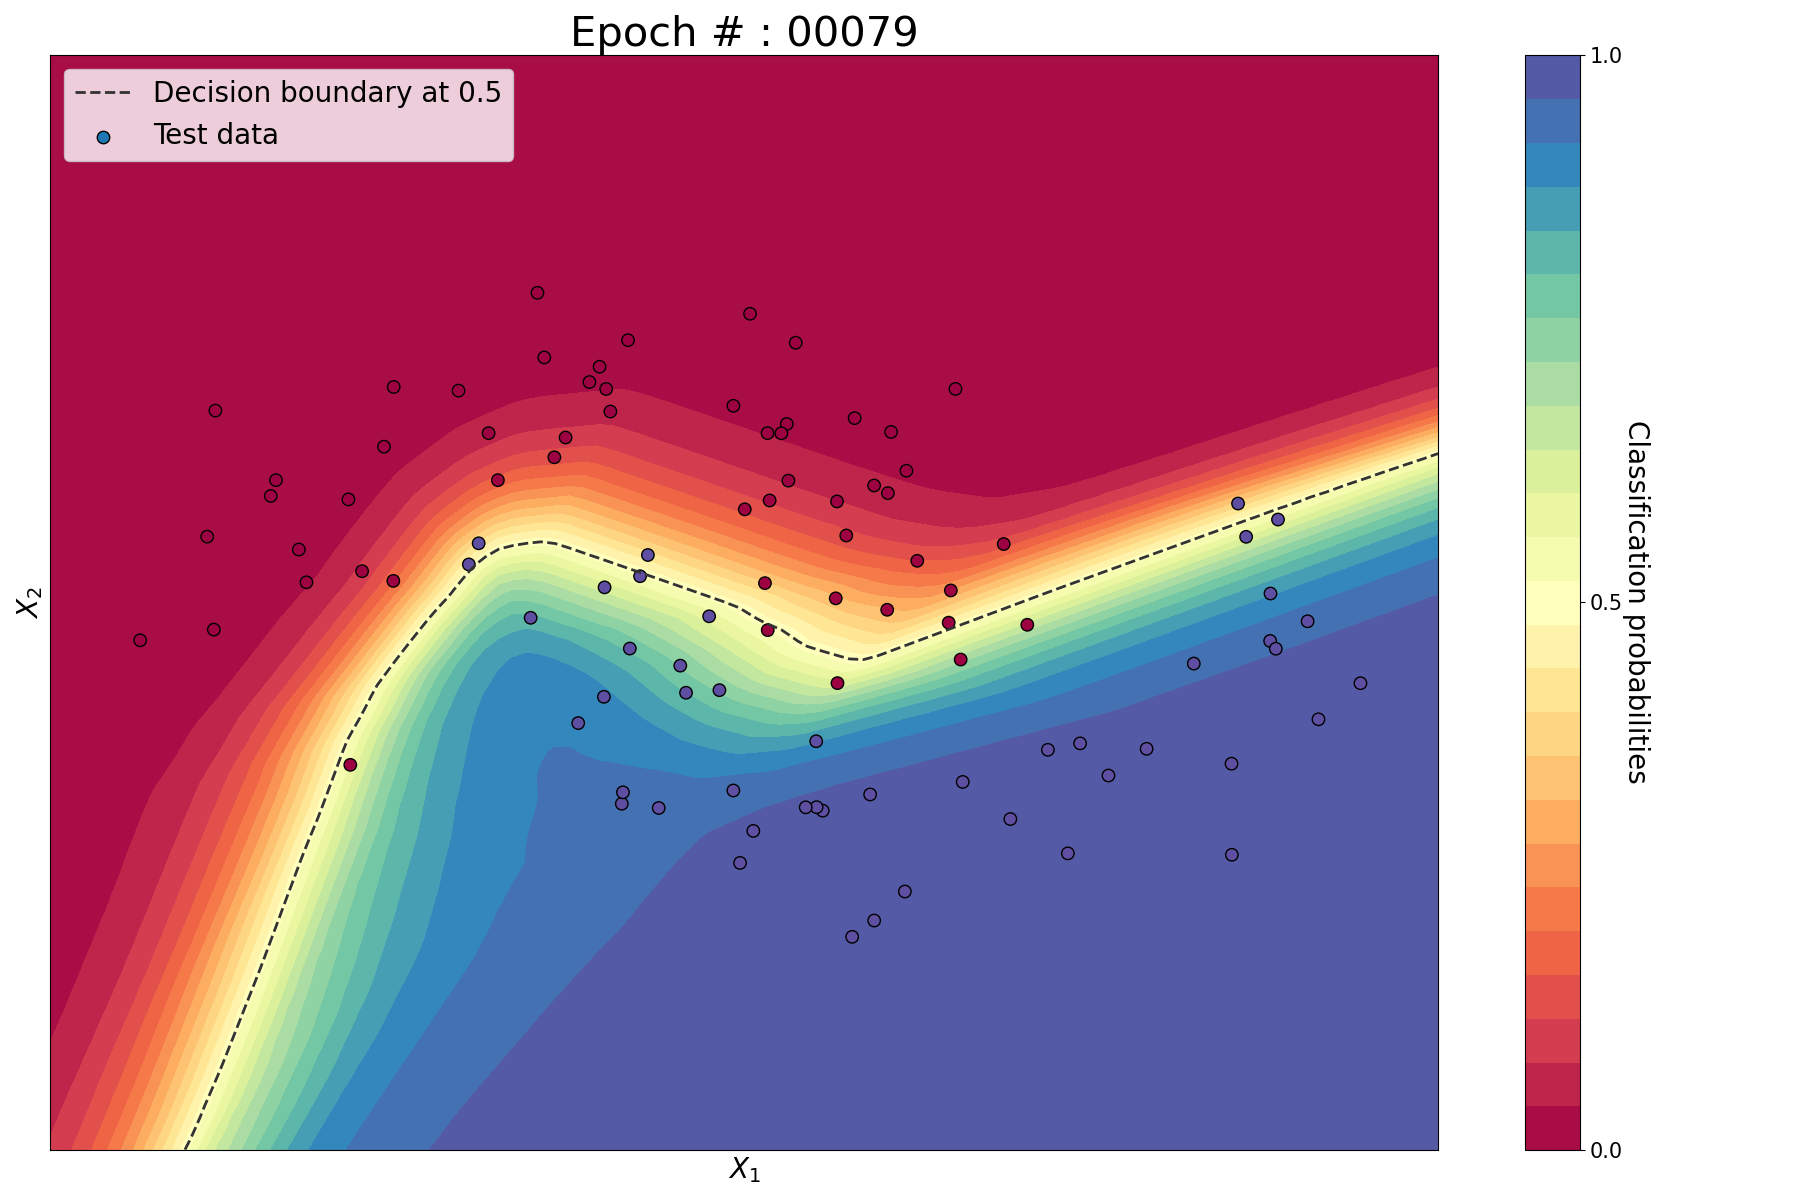 Epoch # : 00079
Decision boundary at 0.5
Test data
X₂
X₁
1.0
0.5
0.0
Classification probabilities